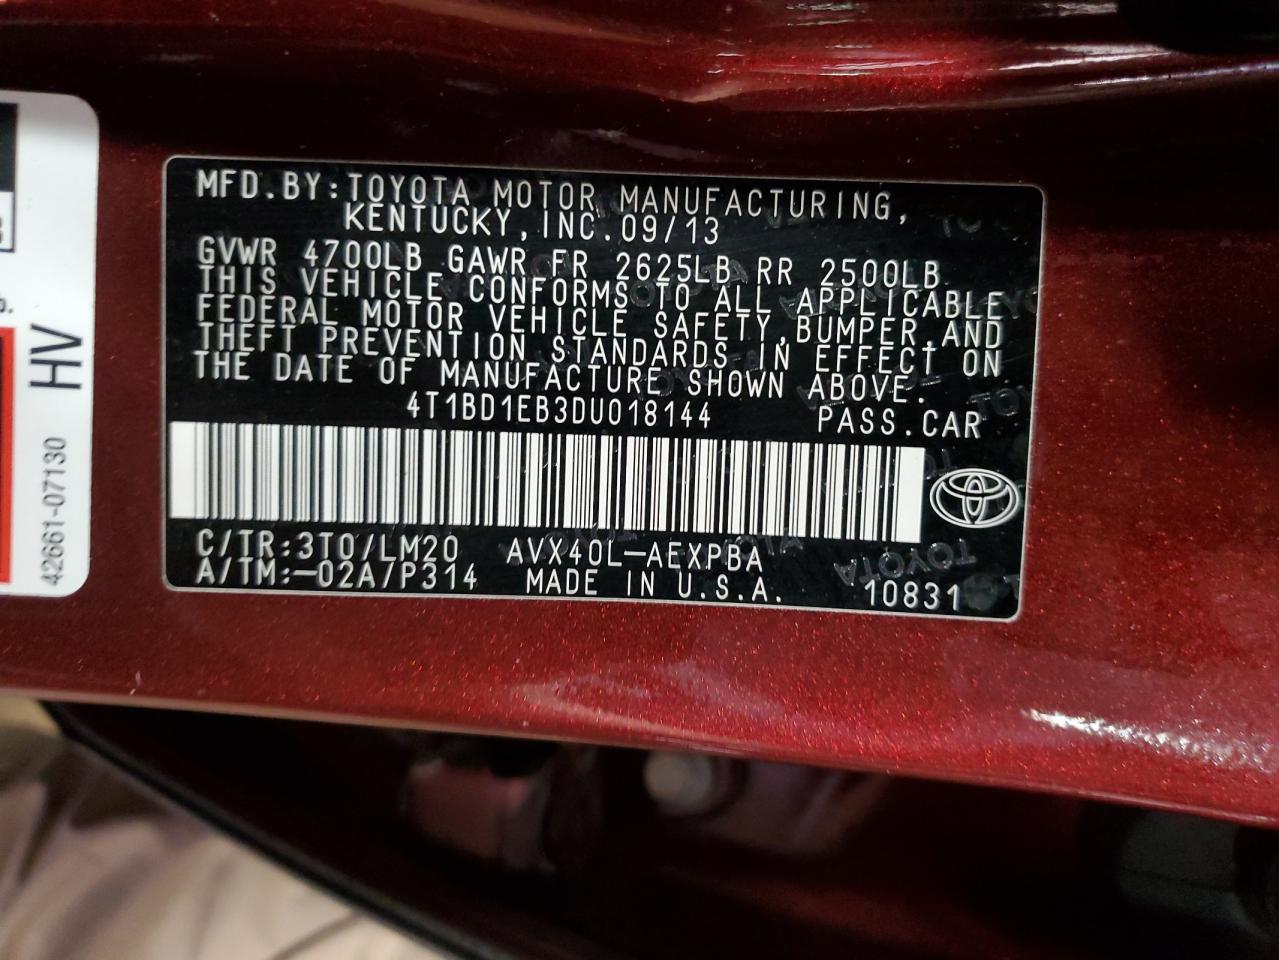 MFD.BY:TOYOTA MOTOR MANUFACTURING,
KENTUCKY,INC.09/13
GVWR 4700LB GAWR FR 2625LB RR 2500LB
THIS VEHICLE CONFORMS TO ALL APPLICABLE
FEDERAL MOTOR VEHICLE SAFETY,BUMPER,AND
THEFT PREVENTION STANDARDS IN EFFECT ON
THE DATE OF MANUFACTURE SHOWN ABOVE.
4T1BD1EB3DU018144 PASS.CAR
C/TR:3T0/LM20 AVX40L-AEXPBA
A/TM:-02A/P314 MADE IN U.S.A. 10831
HV
42661-07130
TOYOTA